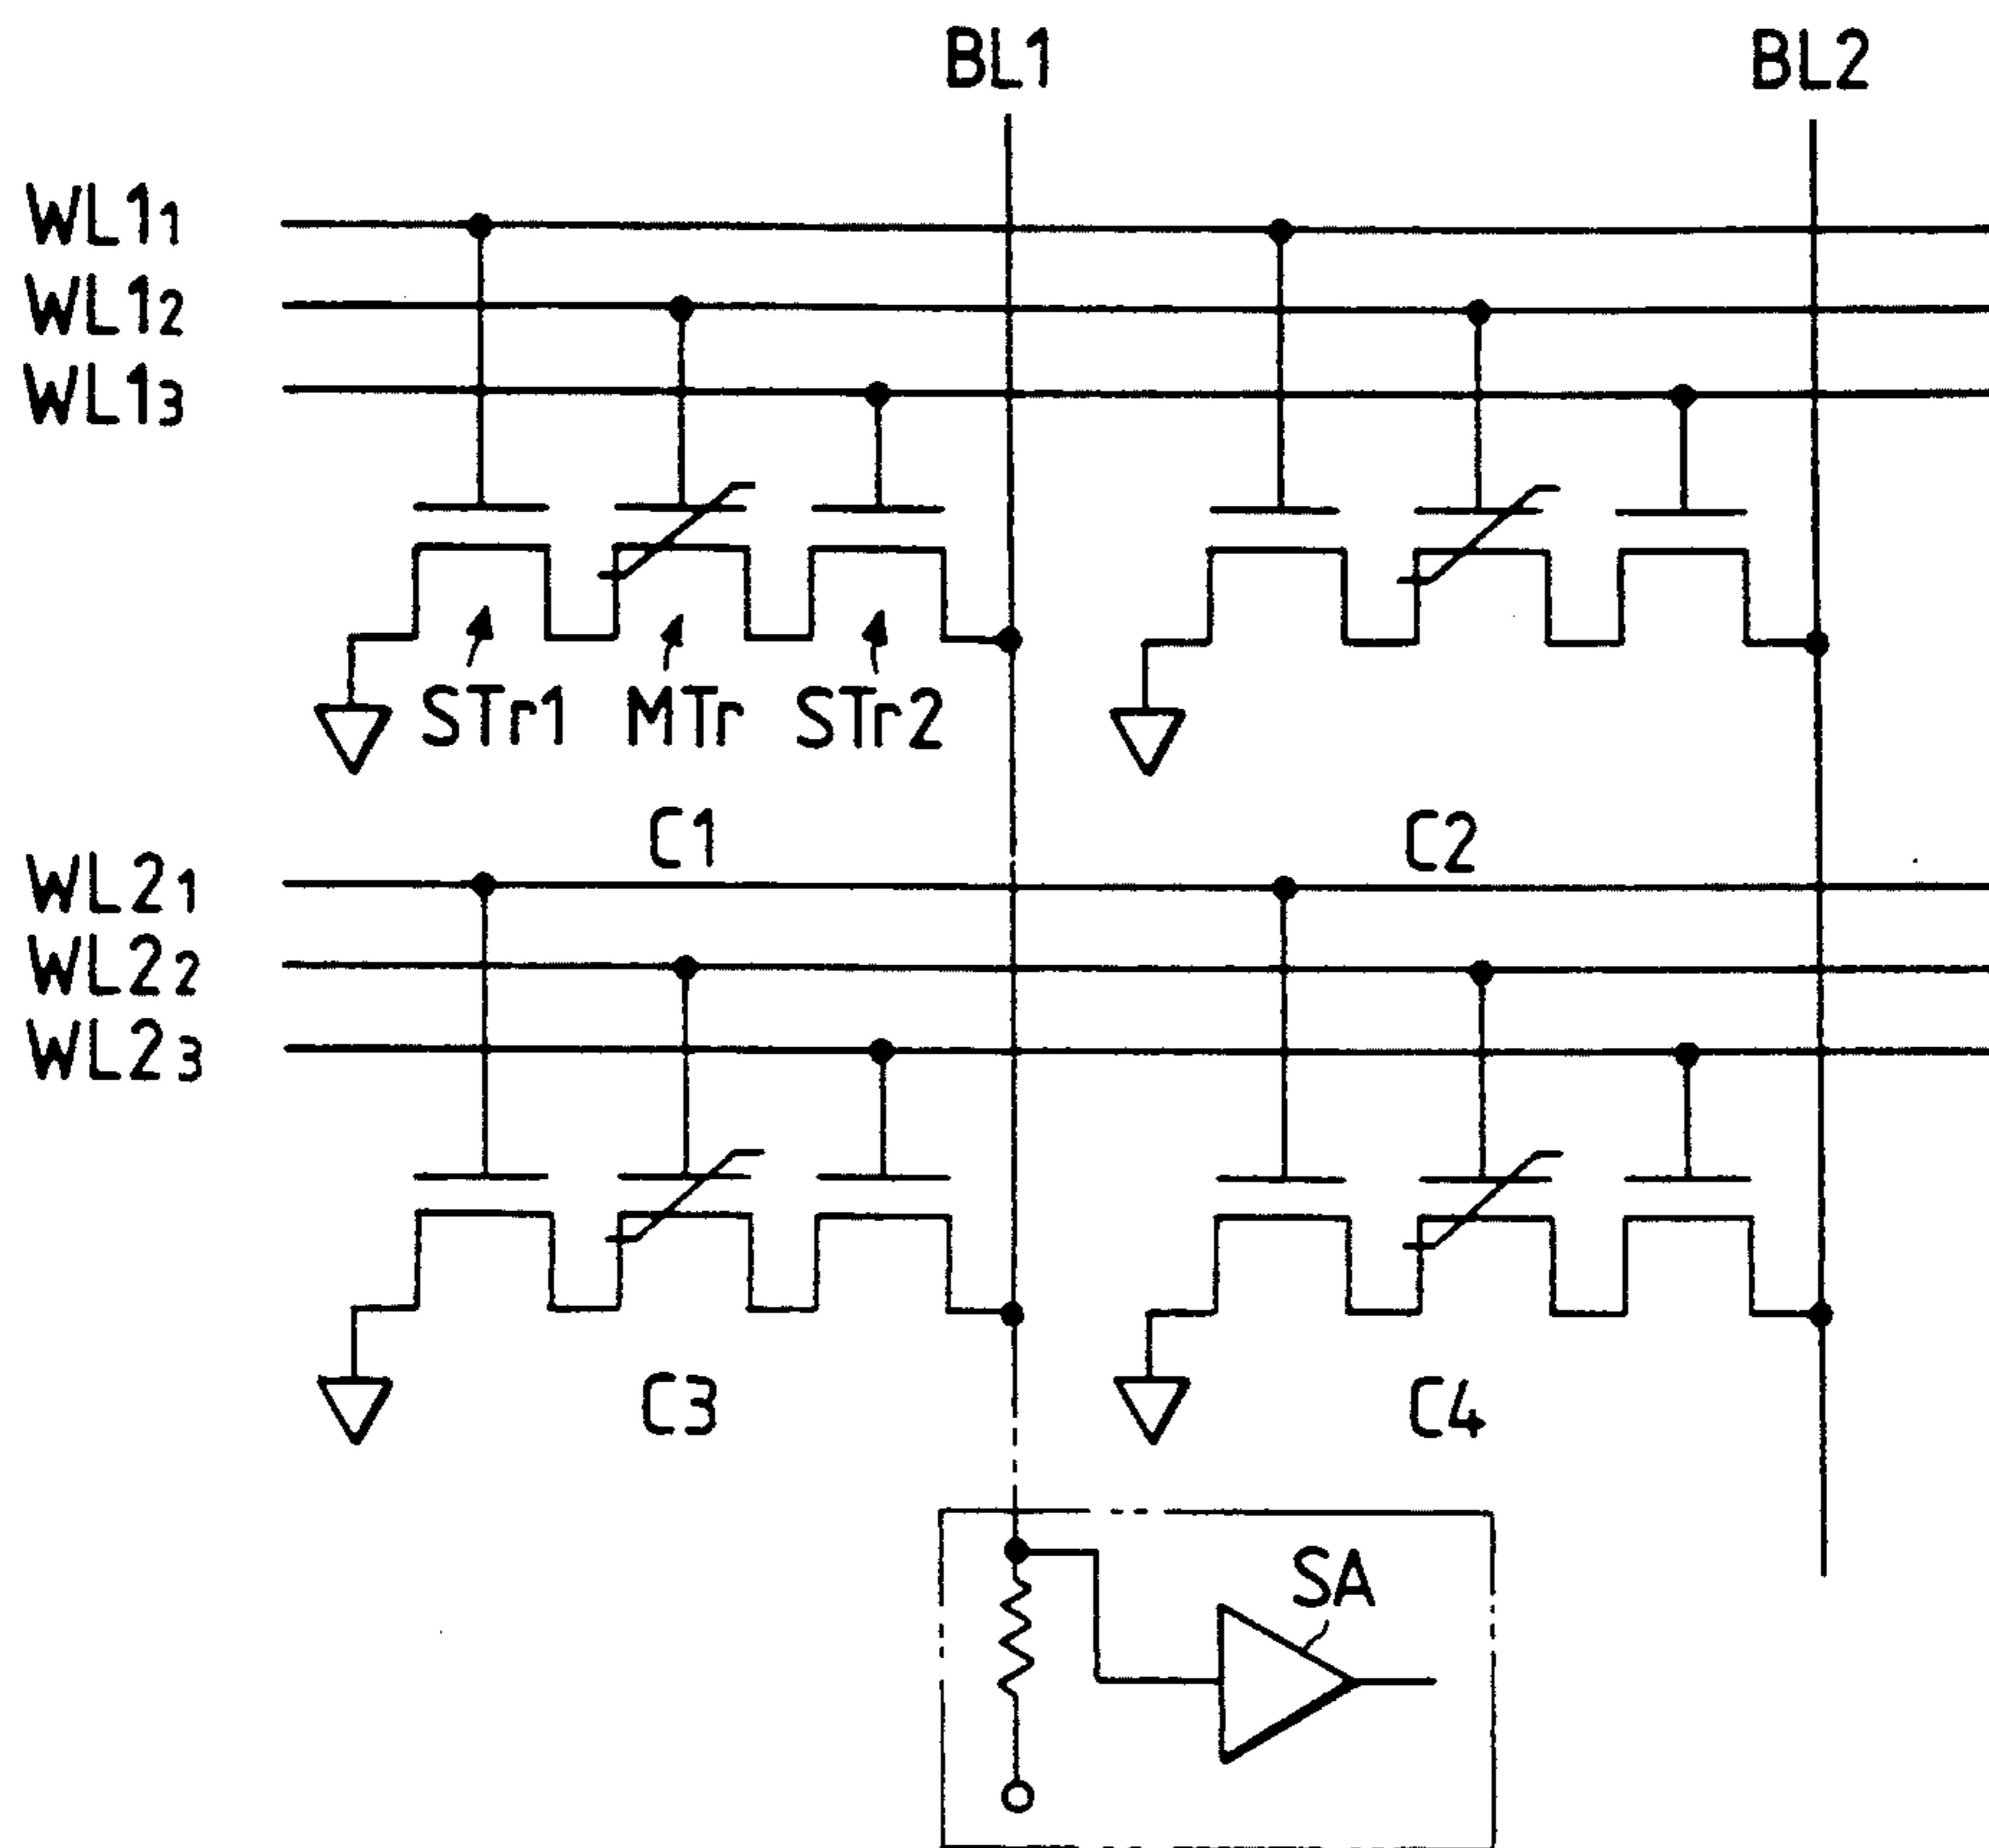 BL1 BL2
WL1₁
WL1₂
WL1₃
STr1 MTr STr2
C1 C2
WL2₁
WL2₂
WL2₃
C3 C4
SA